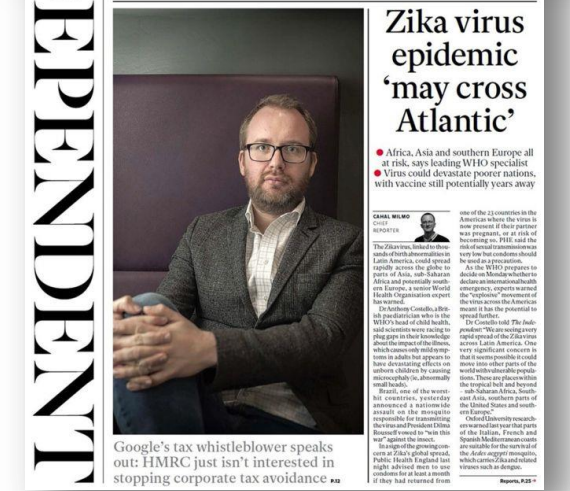 EPENDENT
Google's tax whistleblower speaks
out: HMRC just isn't interested in
stopping corporate tax avoidance P.12
Zika virus
epidemic
‘may cross
Atlantic’
● Africa, Asia and southern Europe all
at risk, says leading WHO specialist
● Virus could devastate poorer nations,
with vaccine still potentially years away
CAHAL MILMO
CHIEF
REPORTER
The Zika virus, linked to thou-
sands of birth abnormalities in
Latin America, could spread
rapidly across the globe to
parts of Asia, sub-Saharan
Africa and potentially south-
ern Europe, a senior World
Health Organisation expert
has warned.
Dr Anthony Costello, a Brit-
ish paediatrician who is the
WHO's head of child health,
said scientists were racing to
plug gaps in their knowledge
about the impact of the illness,
which causes only mild symp-
toms in adults but appears to
have devastating effects on
unborn children by causing
microcephaly (ie, abnormally
small heads).
Brazil, one of the worst-
hit countries, yesterday
announced a nationwide
assault on the mosquito
responsible for transmitting
the virus and President Dilma
Rousseff vowed to “win this
war” against the insect.
In a sign of the growing con-
cern at Zika's global spread,
Public Health England last
night advised men to use
condoms for at least a month
if they had returned from
one of the 23 countries in the
Americas where the virus is
now present if their partner
was pregnant, or at risk of
becoming so. PHE said the
risk of sexual transmission was
very low but condoms should
be used as a precaution.
As the WHO prepares to
decide on Monday whether to
declare an international health
emergency, experts warned
the “explosive” movement of
the virus across the Americas
meant it has the potential to
spread further.
Dr Costello told The Inde-
pendent: “We are seeing a very
rapid spread of the Zika virus
across Latin America. One
very significant concern is
that it seems possible it could
move into other parts of the
world with vulnerable popula-
tions. These are places within
the tropical belt and beyond
- sub-Saharan Africa, South-
east Asia, southern parts of
the United States and south-
ern Europe.”
Oxford University research-
ers warned last year that parts
of the Italian, French and
Spanish Mediterranean coasts
are suitable for the survival of
the Aedes aegypti mosquito,
which carries Zika and related
viruses such as dengue.
Reports, P.25 →